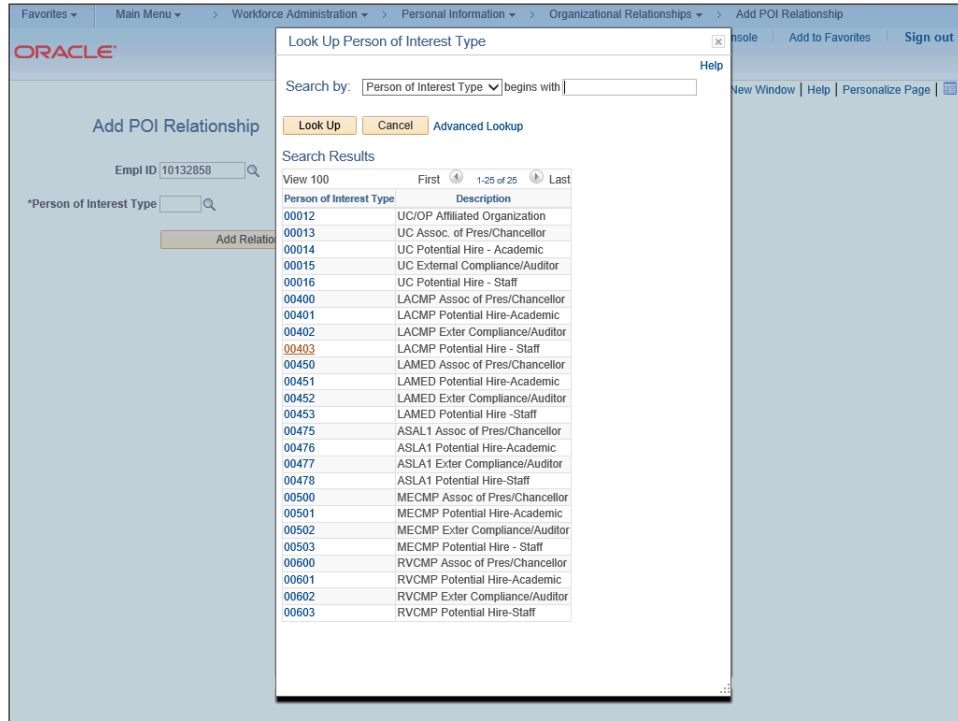 Favorites Main Menu > Workforce Administration > Personal Information > Organizational Relationships > Add POI Relationship
ORACLE
Add to Favorites Sign out
New Window | Help | Personalize Page |
Add POI Relationship
Empl ID 10132858
*Person of Interest Type
Look Up Person of Interest Type
Help
Search by: Person of Interest Type begins with
Look Up Cancel Advanced Lookup
Search Results
View 100 First 1-25 of 25 Last
Person of Interest Type Description
00012 UC/OP Affiliated Organization
00013 UC Assoc. of Pres/Chancellor
00014 UC Potential Hire - Academic
00015 UC External Compliance/Auditor
00016 UC Potential Hire - Staff
00400 LACMP Assoc of Pres/Chancellor
00401 LACMP Potential Hire-Academic
00402 LACMP Exter Compliance/Auditor
00403 LACMP Potential Hire - Staff
00450 LAMED Assoc of Pres/Chancellor
00451 LAMED Potential Hire-Academic
00452 LAMED Exter Compliance/Auditor
00453 LAMED Potential Hire -Staff
00475 ASAL1 Assoc of Pres/Chancellor
00476 ASLA1 Potential Hire-Academic
00477 ASLA1 Exter Compliance/Auditor
00478 ASLA1 Potential Hire-Staff
00500 MECMP Assoc of Pres/Chancellor
00501 MECMP Potential Hire-Academic
00502 MECMP Exter Compliance/Auditor
00503 MECMP Potential Hire - Staff
00600 RVCMP Assoc of Pres/Chancellor
00601 RVCMP Potential Hire-Academic
00602 RVCMP Exter Compliance/Auditor
00603 RVCMP Potential Hire-Staff
Add